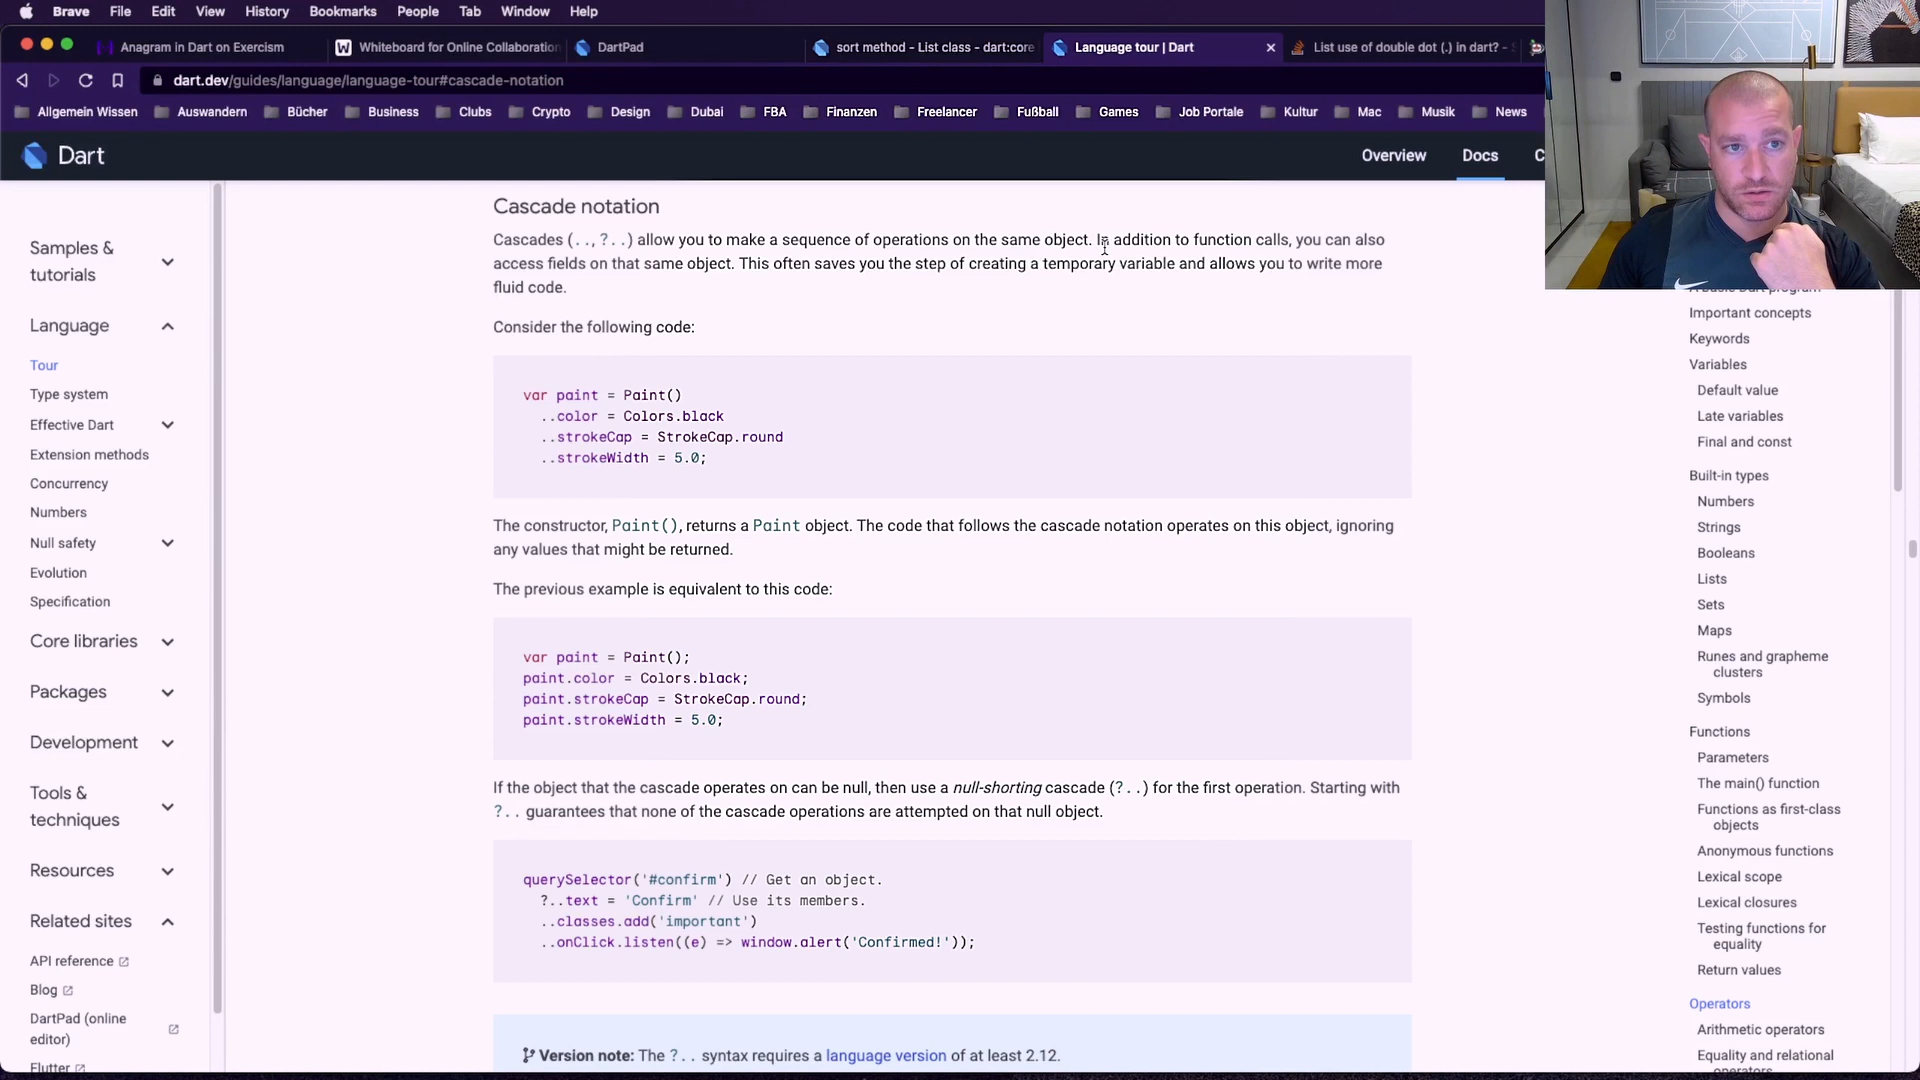 Brave File Edit View History Bookmarks People Tab Window Help
Anagram in Dart on Exercism
Whiteboard for Online Collaboration
DartPad
sort method - List class - dart:core
Language tour | Dart
List use of double dot (.) in dart? -
dart.dev/guides/language/language-tour#cascade-notation
Allgemein Wissen Auswandern Bücher Business Clubs Crypto Design Dubai FBA Finanzen Freelancer Fußball Games Job Portale Kultur Mac Musik News
Dart
Overview Docs C
Samples &
tutorials
Language
Tour
Type system
Effective Dart
Extension methods
Concurrency
Numbers
Null safety
Evolution
Specification
Core libraries
Packages
Development
Tools &
techniques
Resources
Related sites
API reference
Blog
DartPad (online
editor)
Flutter
Cascade notation
Cascades (.., ?..) allow you to make a sequence of operations on the same object. In addition to function calls, you can also
access fields on that same object. This often saves you the step of creating a temporary variable and allows you to write more
fluid code.
Consider the following code:
var paint = Paint()
..color = Colors.black
..strokeCap = StrokeCap.round
..strokeWidth = 5.0;
The constructor, Paint(), returns a Paint object. The code that follows the cascade notation operates on this object, ignoring
any values that might be returned.
The previous example is equivalent to this code:
var paint = Paint();
paint.color = Colors.black;
paint.strokeCap = StrokeCap.round;
paint.strokeWidth = 5.0;
If the object that the cascade operates on can be null, then use a null-shorting cascade (?..) for the first operation. Starting with
?.. guarantees that none of the cascade operations are attempted on that null object.
querySelector('#confirm') // Get an object.
?..text = 'Confirm' // Use its members.
..classes.add('important')
..onClick.listen((e) => window.alert('Confirmed!'));
Version note: The ?.. syntax requires a language version of at least 2.12.
A basic Dart program
Important concepts
Keywords
Variables
Default value
Late variables
Final and const
Built-in types
Numbers
Strings
Booleans
Lists
Sets
Maps
Runes and grapheme
clusters
Symbols
Functions
Parameters
The main() function
Functions as first-class
objects
Anonymous functions
Lexical scope
Lexical closures
Testing functions for
equality
Return values
Operators
Arithmetic operators
Equality and relational
operators